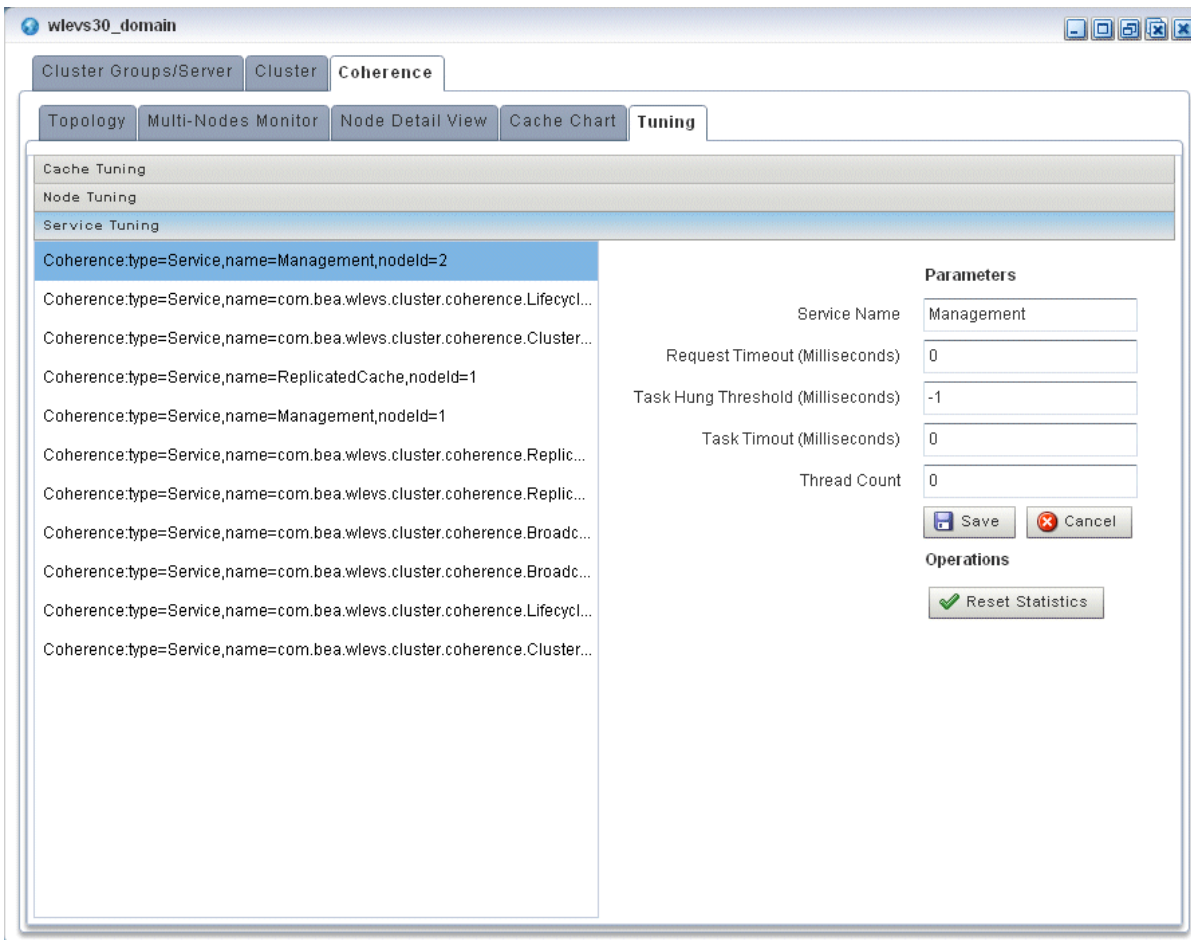 wlevs30_domain
Cluster Groups/Server Cluster Coherence
Topology Multi-Nodes Monitor Node Detail View Cache Chart Tuning
Cache Tuning
Node Tuning
Service Tuning
Coherence:type=Service,name=Management,nodeId=2
Coherence:type=Service,name=com.bea.wlevs.cluster.coherence.Lifecycl...
Coherence:type=Service,name=com.bea.wlevs.cluster.coherence.Cluster...
Coherence:type=Service,name=ReplicatedCache,nodeId=1
Coherence:type=Service,name=Management,nodeId=1
Coherence:type=Service,name=com.bea.wlevs.cluster.coherence.Replic...
Coherence:type=Service,name=com.bea.wlevs.cluster.coherence.Replic...
Coherence:type=Service,name=com.bea.wlevs.cluster.coherence.Broadc...
Coherence:type=Service,name=com.bea.wlevs.cluster.coherence.Broadc...
Coherence:type=Service,name=com.bea.wlevs.cluster.coherence.Lifecycl...
Coherence:type=Service,name=com.bea.wlevs.cluster.coherence.Cluster...
Parameters
Service Name Management
Request Timeout (Milliseconds) 0
Task Hung Threshold (Milliseconds) -1
Task Timout (Milliseconds) 0
Thread Count 0
Save Cancel
Operations
Reset Statistics